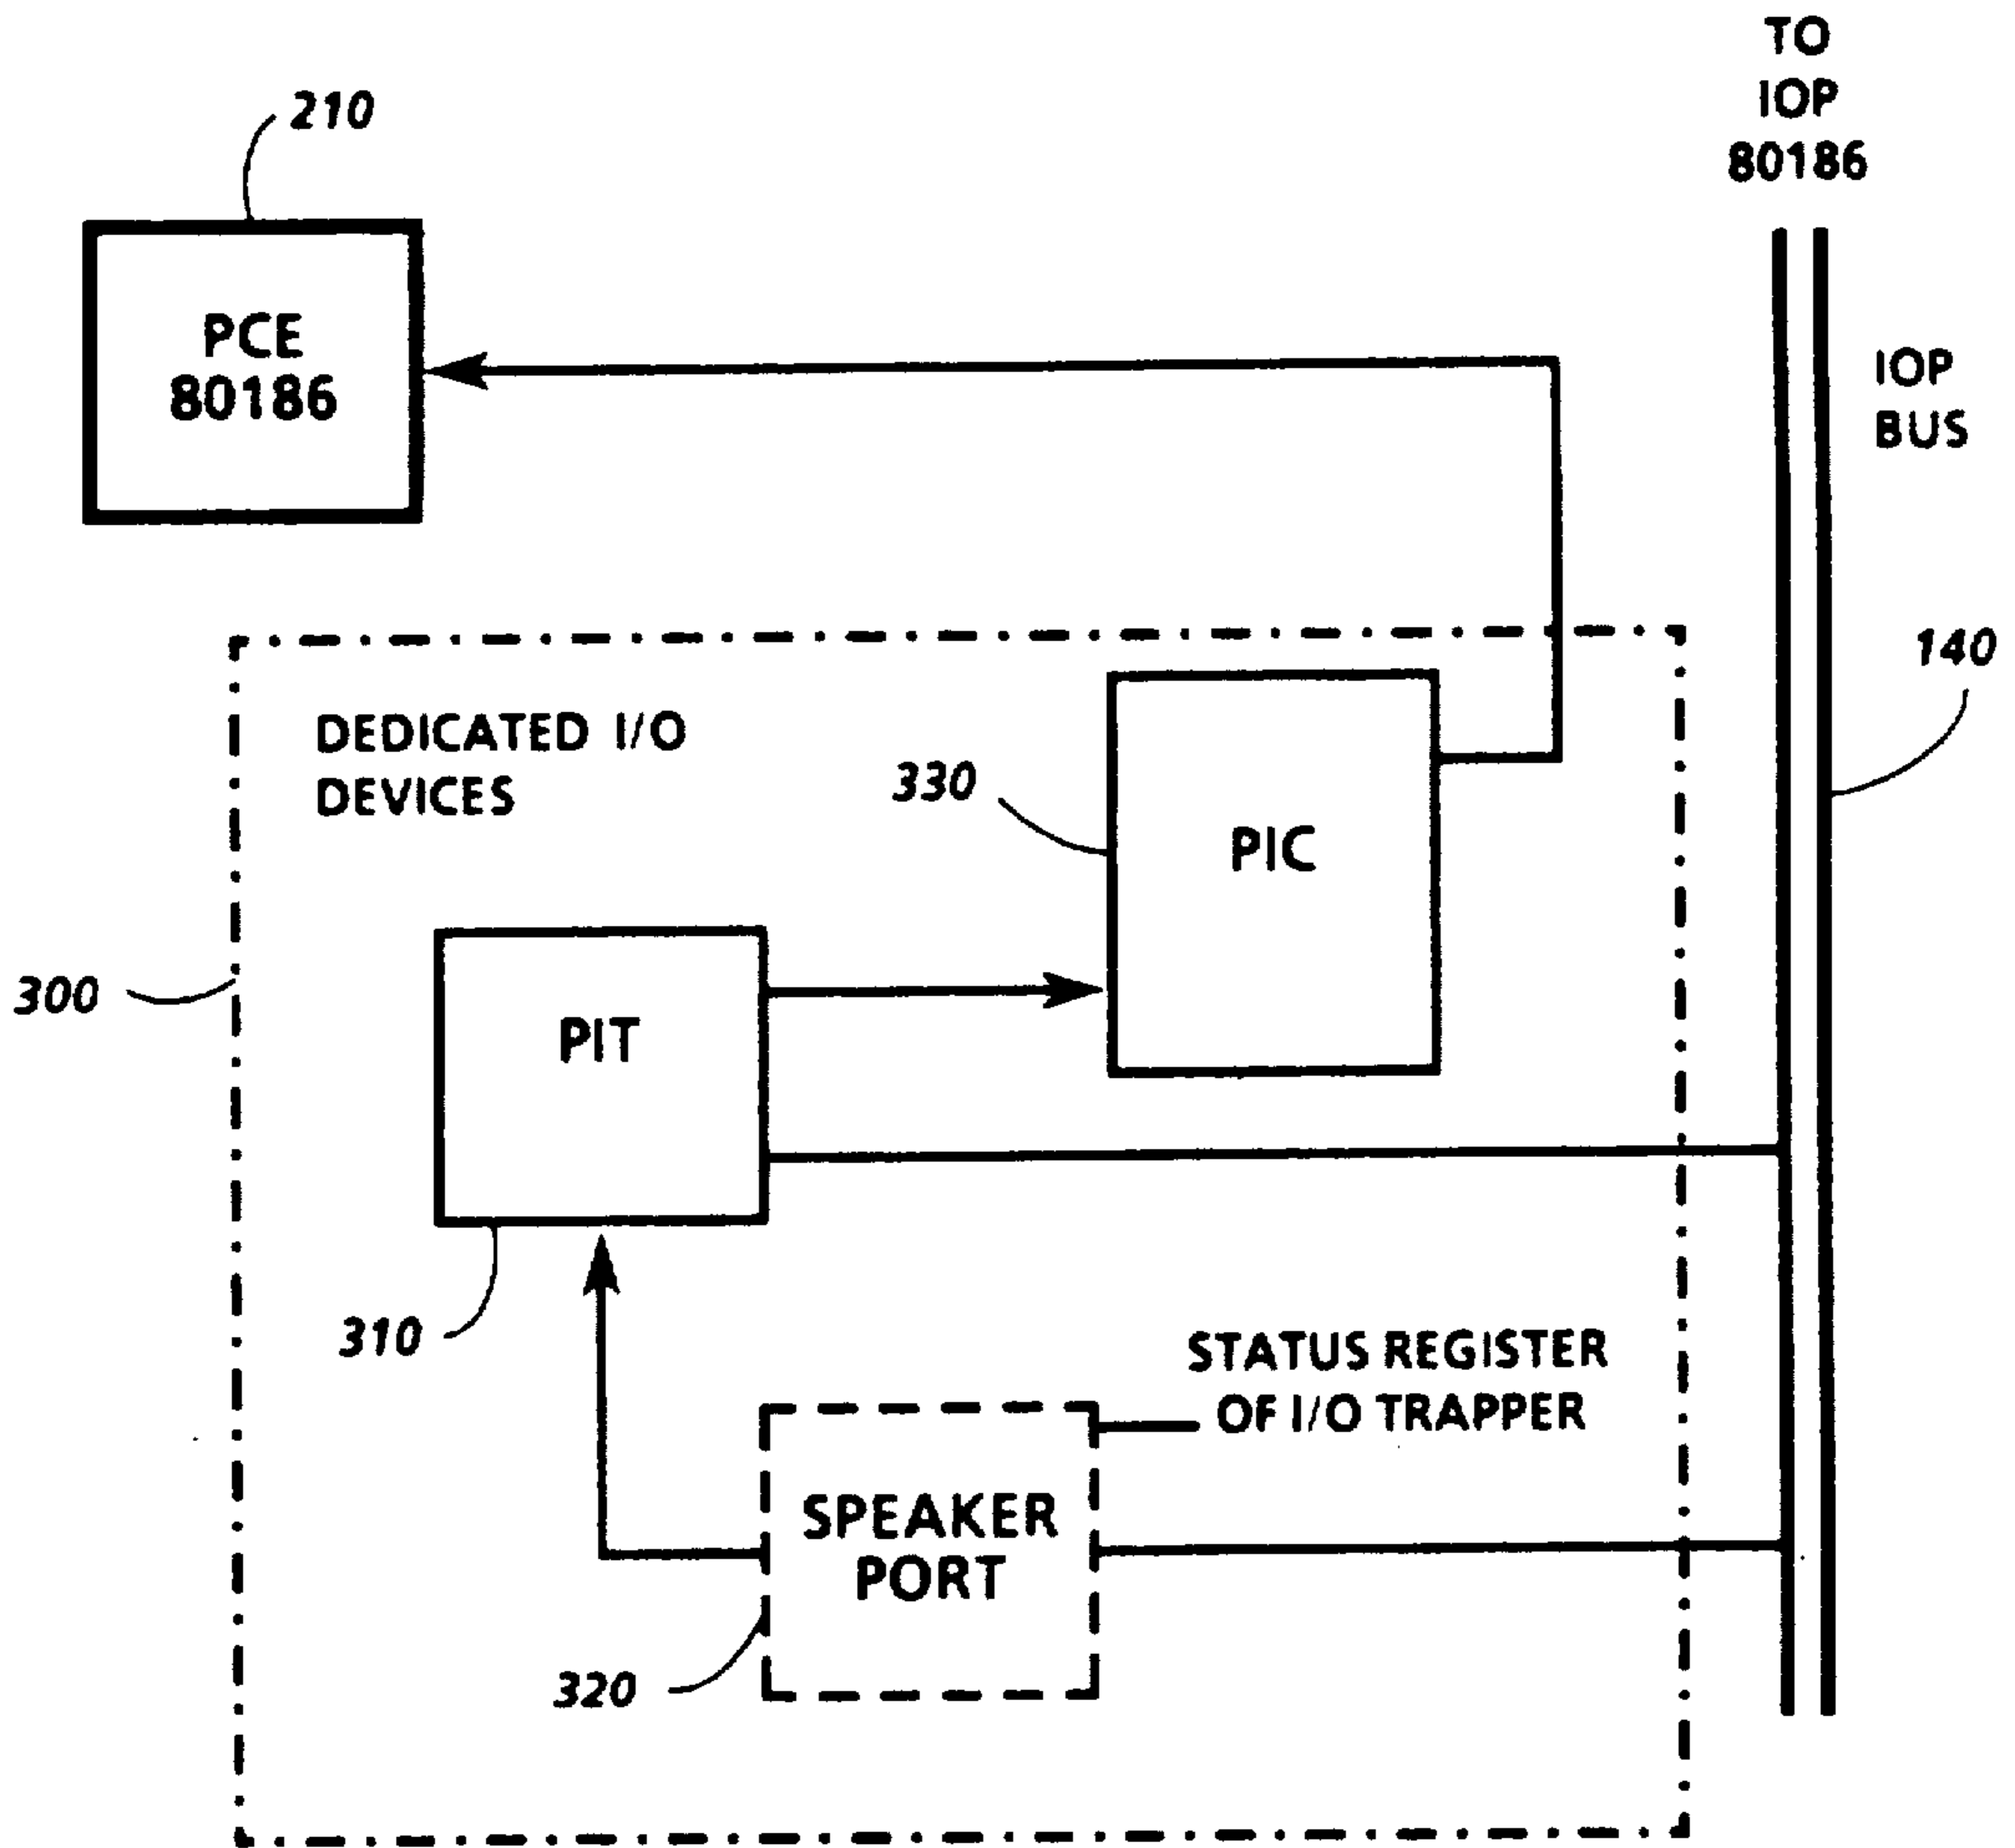 TO
IOP
80186
210
PCE
80186
IOP
BUS
140
DEDICATED I/O
DEVICES
330
PIC
300
PIT
310
STATUS REGISTER
OF I/O TRAPPER
SPEAKER
PORT
320